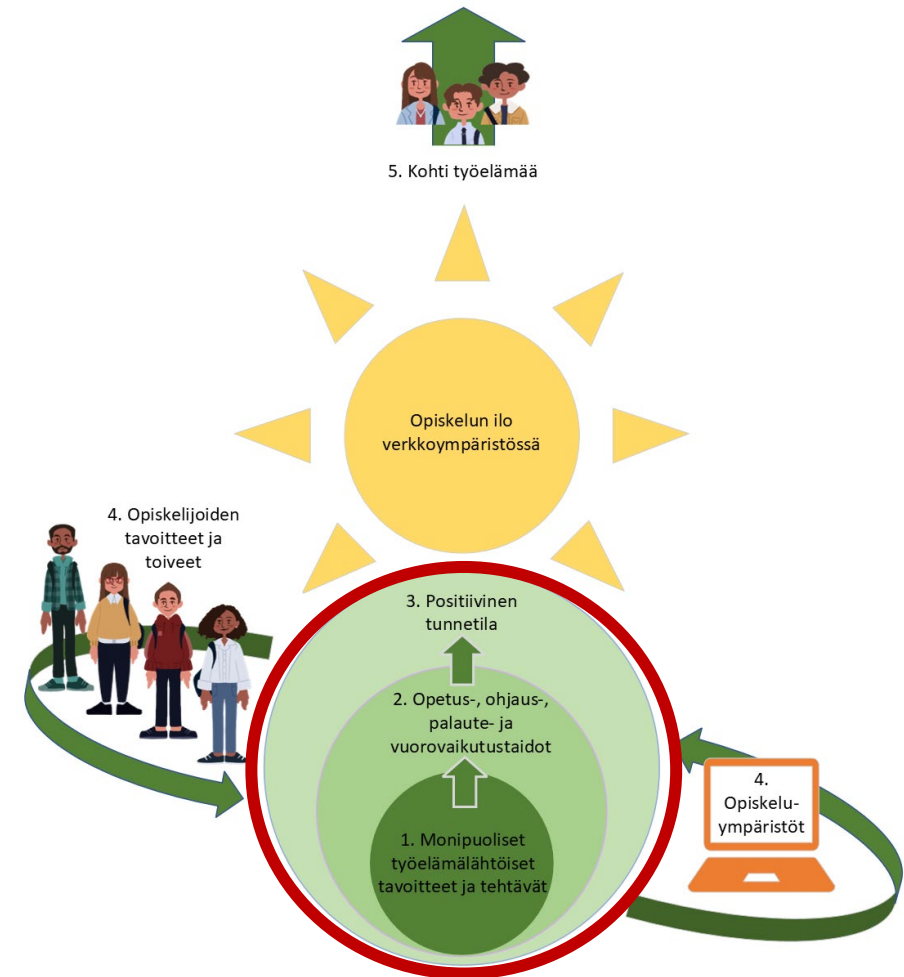 5. Kohti työelämää
Opiskelun ilo
verkkoympäristössä
4. Opiskelijoiden
tavoitteet ja
toiveet
3. Positiivinen
tunnetila
2. Opetus-, ohjaus-,
palaute- ja
vuorovaikutustaidot
4.
Opiskelu-
ympäristöt
1. Monipuoliset
työelämälähtöiset
tavoitteet ja tehtävät